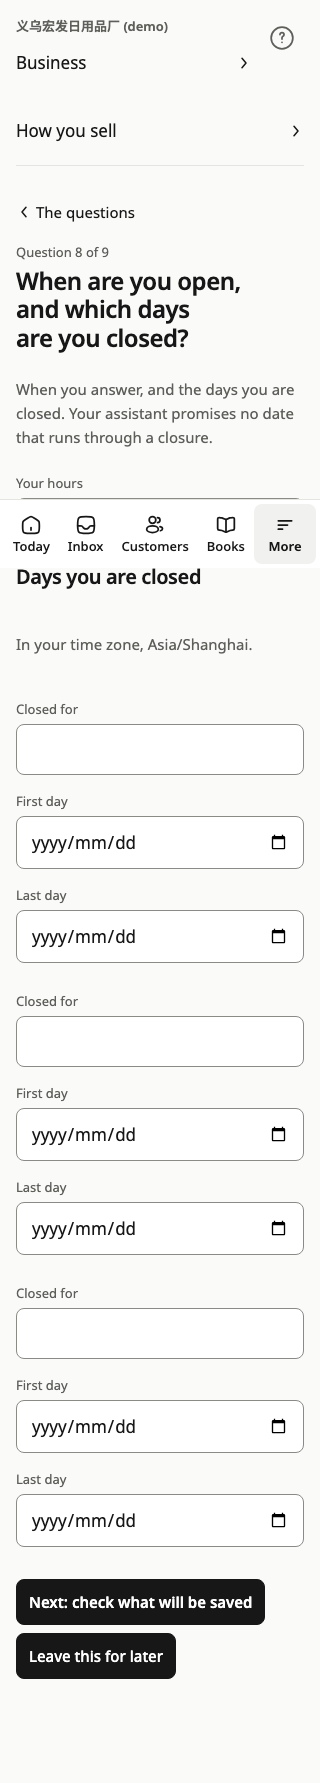 义乌宏发日用品厂 (demo)
Business
How you sell
The questions
Question 8 of 9
When are you open,
and which days
are you closed?
When you answer, and the days you are
closed. Your assistant promises no date
that runs through a closure.
Your hours
Today
Inbox
Customers
Books
More
Days you are closed
In your time zone, Asia/Shanghai.
Closed for
First day
yyyy/mm/dd
Last day
yyyy/mm/dd
Closed for
First day
yyyy/mm/dd
Last day
yyyy/mm/dd
Closed for
First day
yyyy/mm/dd
Last day
yyyy/mm/dd
Next: check what will be saved
Leave this for later